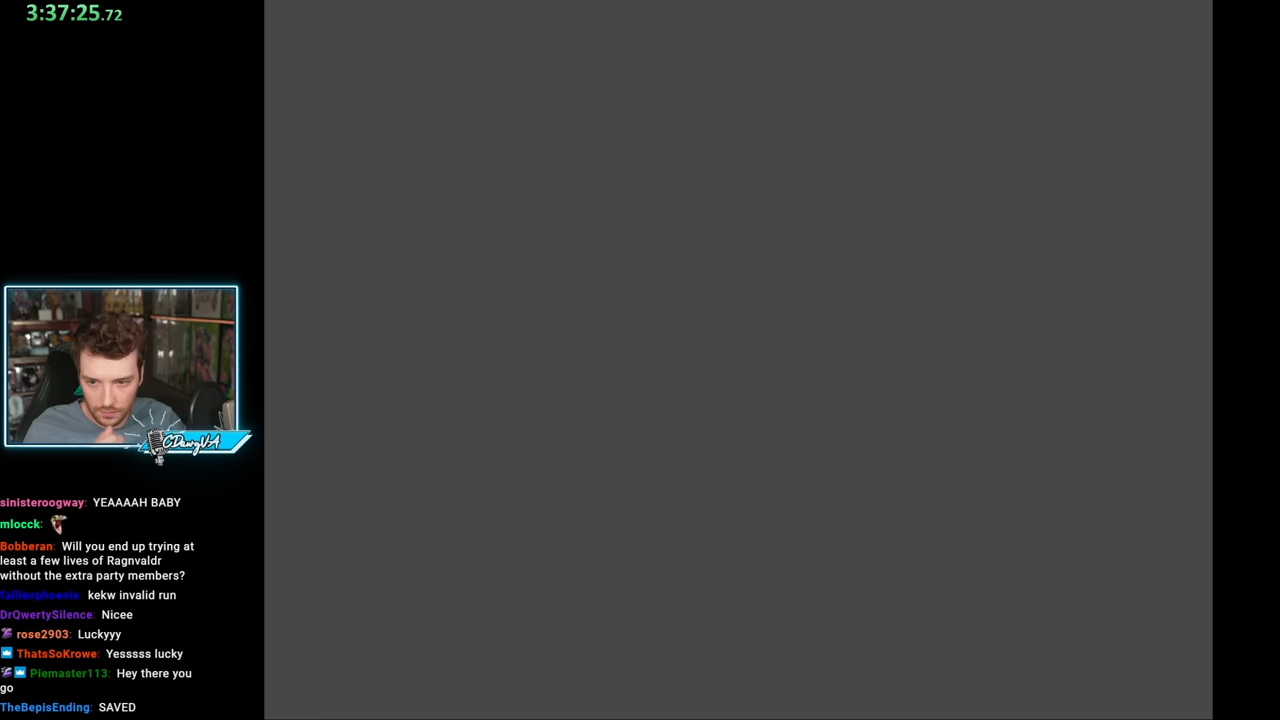 3:37:25.72
CDawgVA
sinisteroogway: YEAAAAH BABY
mlocck:
Bobberan: Will you end up trying at
least a few lives of Ragnvaldr
without the extra party members?
fallienphoenix: kekw invalid run
DrQwertySilence: Nicee
rose2903: Luckyyy
ThatsSoKrowe: Yesssss lucky
Piemaster113: Hey there you
go
TheBepisEnding: SAVED